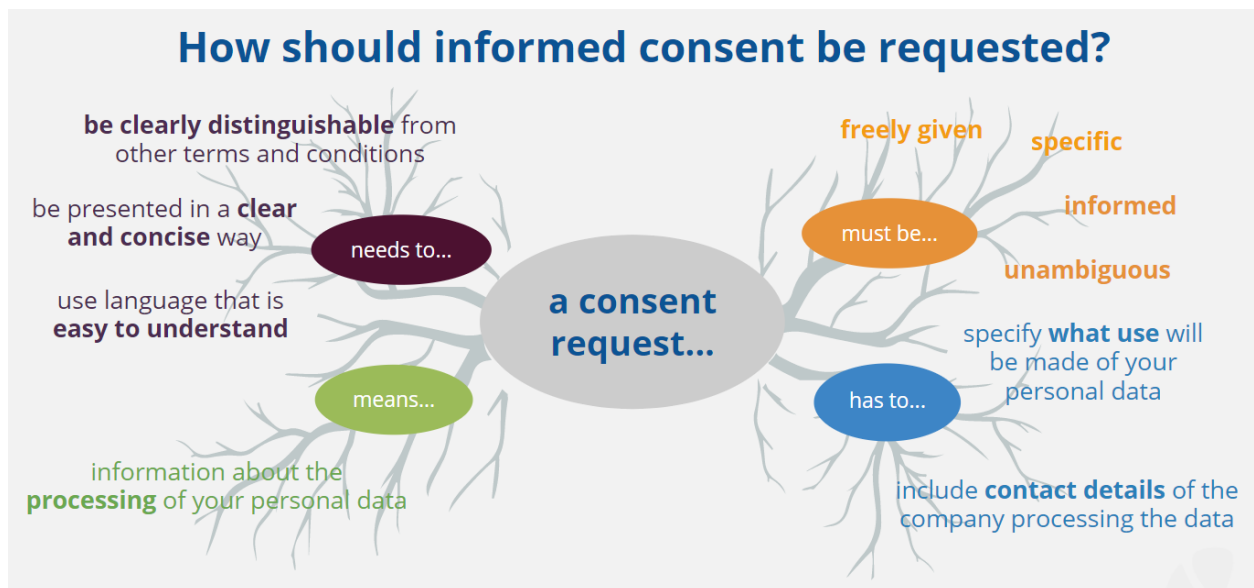 How should informed consent be requested?
be clearly distinguishable from
other terms and conditions
be presented in a clear
and concise way
needs to...
use language that is
easy to understand
means...
information about the
processing of your personal data
a consent
request...
freely given
specific
informed
must be...
unambiguous
specify what use will
be made of your
personal data
has to...
include contact details of the
company processing the data